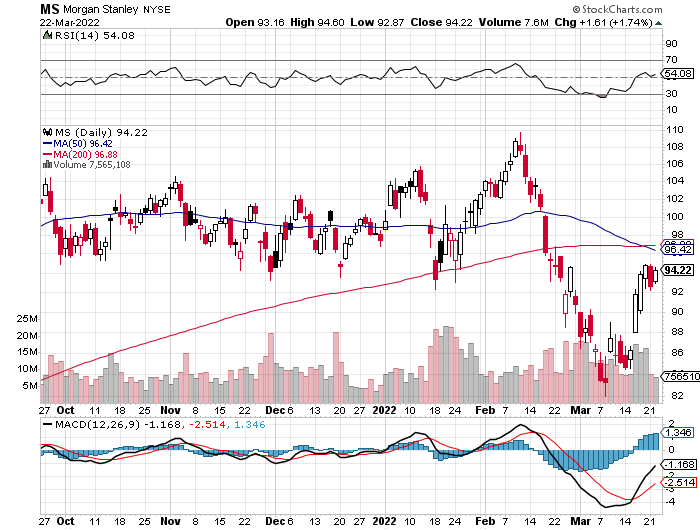 MS Morgan Stanley NYSE © StockCharts.com
22-Mar-2022 Open 93.16 High 94.60 Low 92.87 Close 94.22 Volume 7.6M Chg +1.61 (+1.74%)
RSI(14) 54.08
90
70
54.08
50
30
10
MS (Daily) 94.22
MA(50) 96.42
MA(200) 96.88
Volume 7,565,108
110
108
106
104
102
100
98
96.42
94.22
92
90
88
86
84
82
25M
20M
15M
10M
5M
7565108
27 Oct 11 18 25 Nov 8 15 22 Dec 6 13 20 27 2022 10 18 24 Feb 7 14 22 Mar 7 14 21
MACD(12,26,9) -1.168, -2.514, 1.346
2
1.346
0
-1.168
-2.514
-4
27 Oct 11 18 25 Nov 8 15 22 Dec 6 13 20 27 2022 10 18 24 Feb 7 14 22 Mar 7 14 21